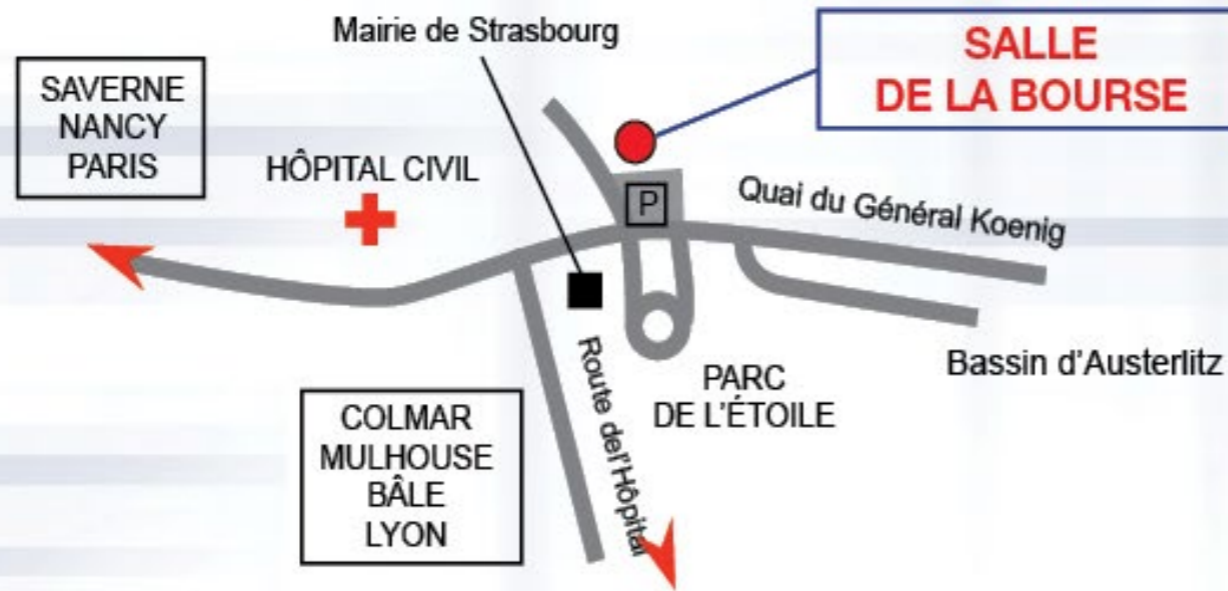 Mairie de Strasbourg
SALLE
DE LA BOURSE
SAVERNE
NANCY
PARIS
HÔPITAL CIVIL
P
Quai du Général Koenig
Bassin d'Austerlitz
PARC
DE L'ÉTOILE
Route del'Hôpital
COLMAR
MULHOUSE
BÂLE
LYON